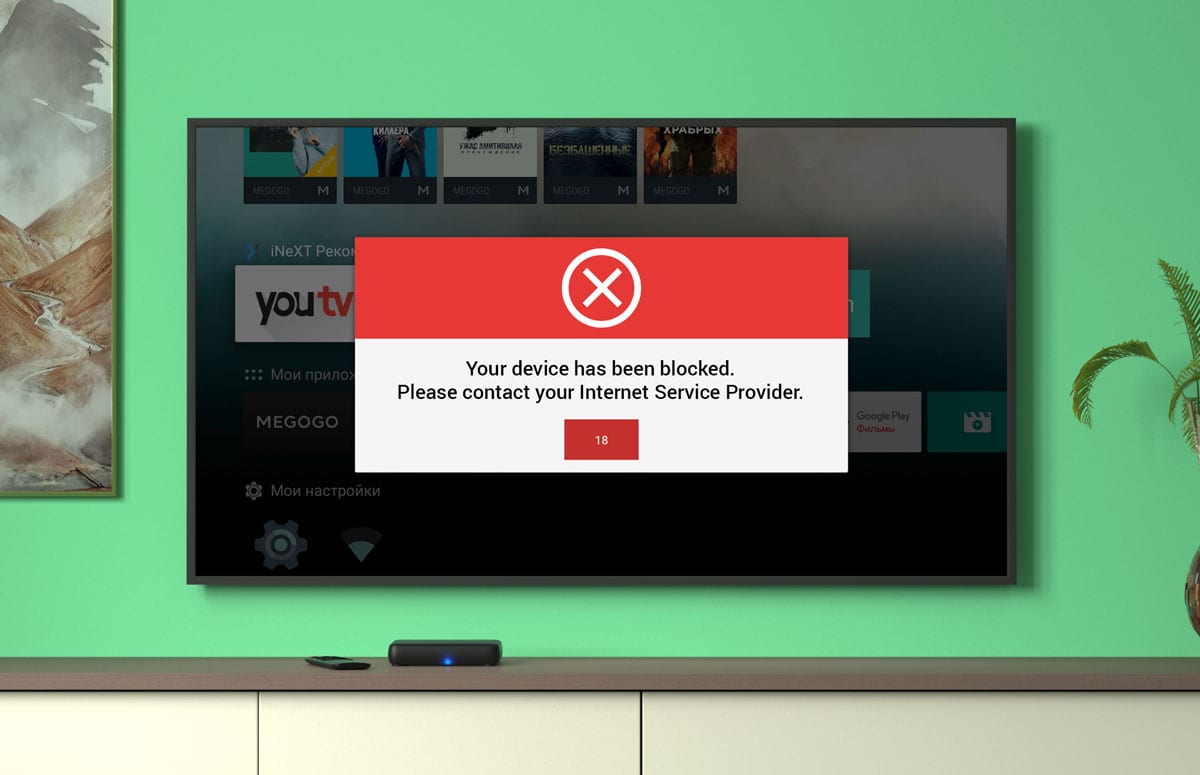 КИЛЛЕРА
УЖАС АМИТИВИЛЛЯ
ПРОБУЖДЕНИЕ
БЕЗБАШЕННЫЕ
ХРАБРЫХ
MEGOGO M
MEGOGO M
MEGOGO M
MEGOGO M
MEGOGO M
iNeXT Реком
youtv
Your device has been blocked.
Please contact your Internet Service Provider.
18
Мои прилож
MEGOGO
Google Play
Фильмы
Мои настройки